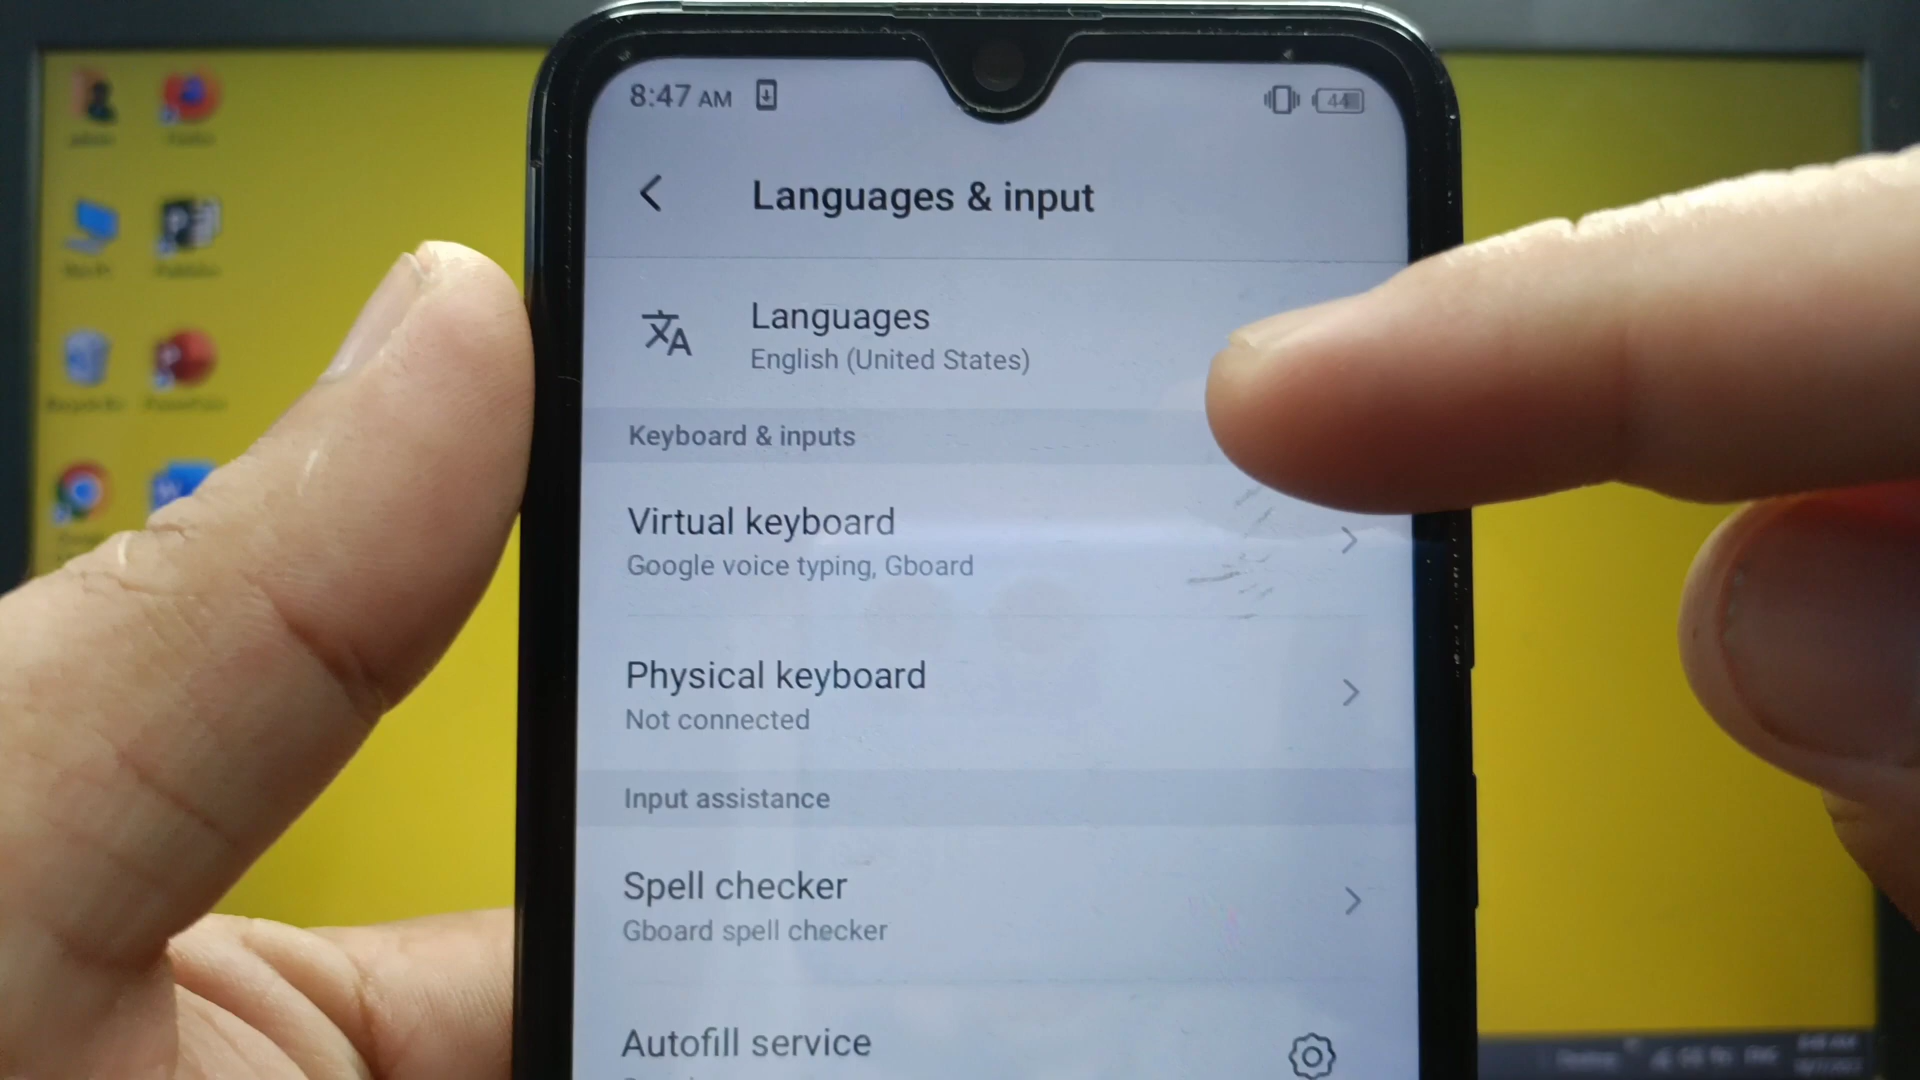 8:47 AM
44
Languages & input
Languages
English (United States)
Keyboard & inputs
Virtual keyboard
Google voice typing, Gboard
Physical keyboard
Not connected
Input assistance
Spell checker
Gboard spell checker
Autofill service